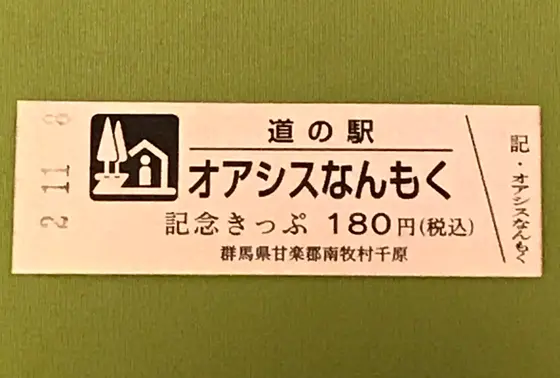 2 11 8
道の駅
オアシスなんもく
記念きっぷ 180円(税込)
群馬県甘楽郡南牧村千原
記・オアシスなんもく